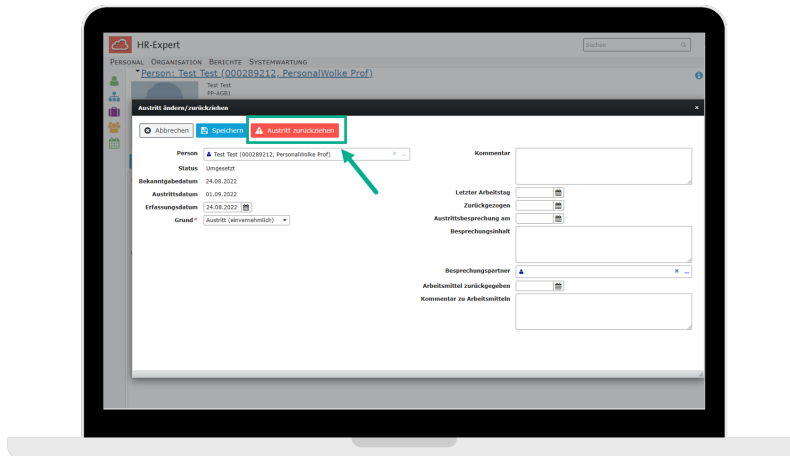 HR-Expert
Suchen
PERSONAL ORGANISATION BERICHTE SYSTEMWARTUNG
Person: Test Test (000289212, PersonalWolke Prof)
Test Test
PP-AGB1
Austritt ändern/zurückziehen
Abbrechen Speichern Austritt zurückziehen
Person Test Test (000289212, PersonalWolke Prof)
Status Umgesetzt
Bekanntgabedatum 24.08.2022
Austrittsdatum 01.09.2022
Erfassungsdatum 24.08.2022
Grund* Austritt (einvernehmlich)
Kommentar
Letzter Arbeitstag
Zurückgezogen
Austrittsbesprechung am
Besprechungsinhalt
Besprechungspartner
Arbeitsmittel zurückgegeben
Kommentar zu Arbeitsmitteln